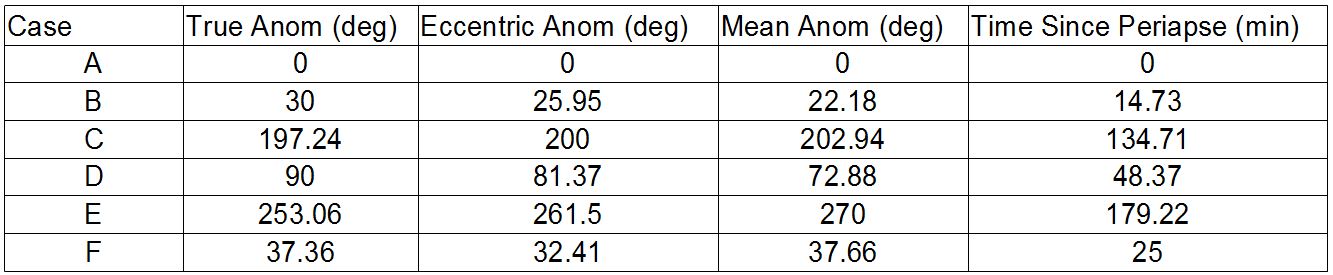 Case True Anom (deg) Eccentric Anom (deg) Mean Anom (deg) Time Since Periapse (min)
A 0 0 0 0
B 30 25.95 22.18 14.73
C 197.24 200 202.94 134.71
D 90 81.37 72.88 48.37
E 253.06 261.5 270 179.22
F 37.36 32.41 37.66 25